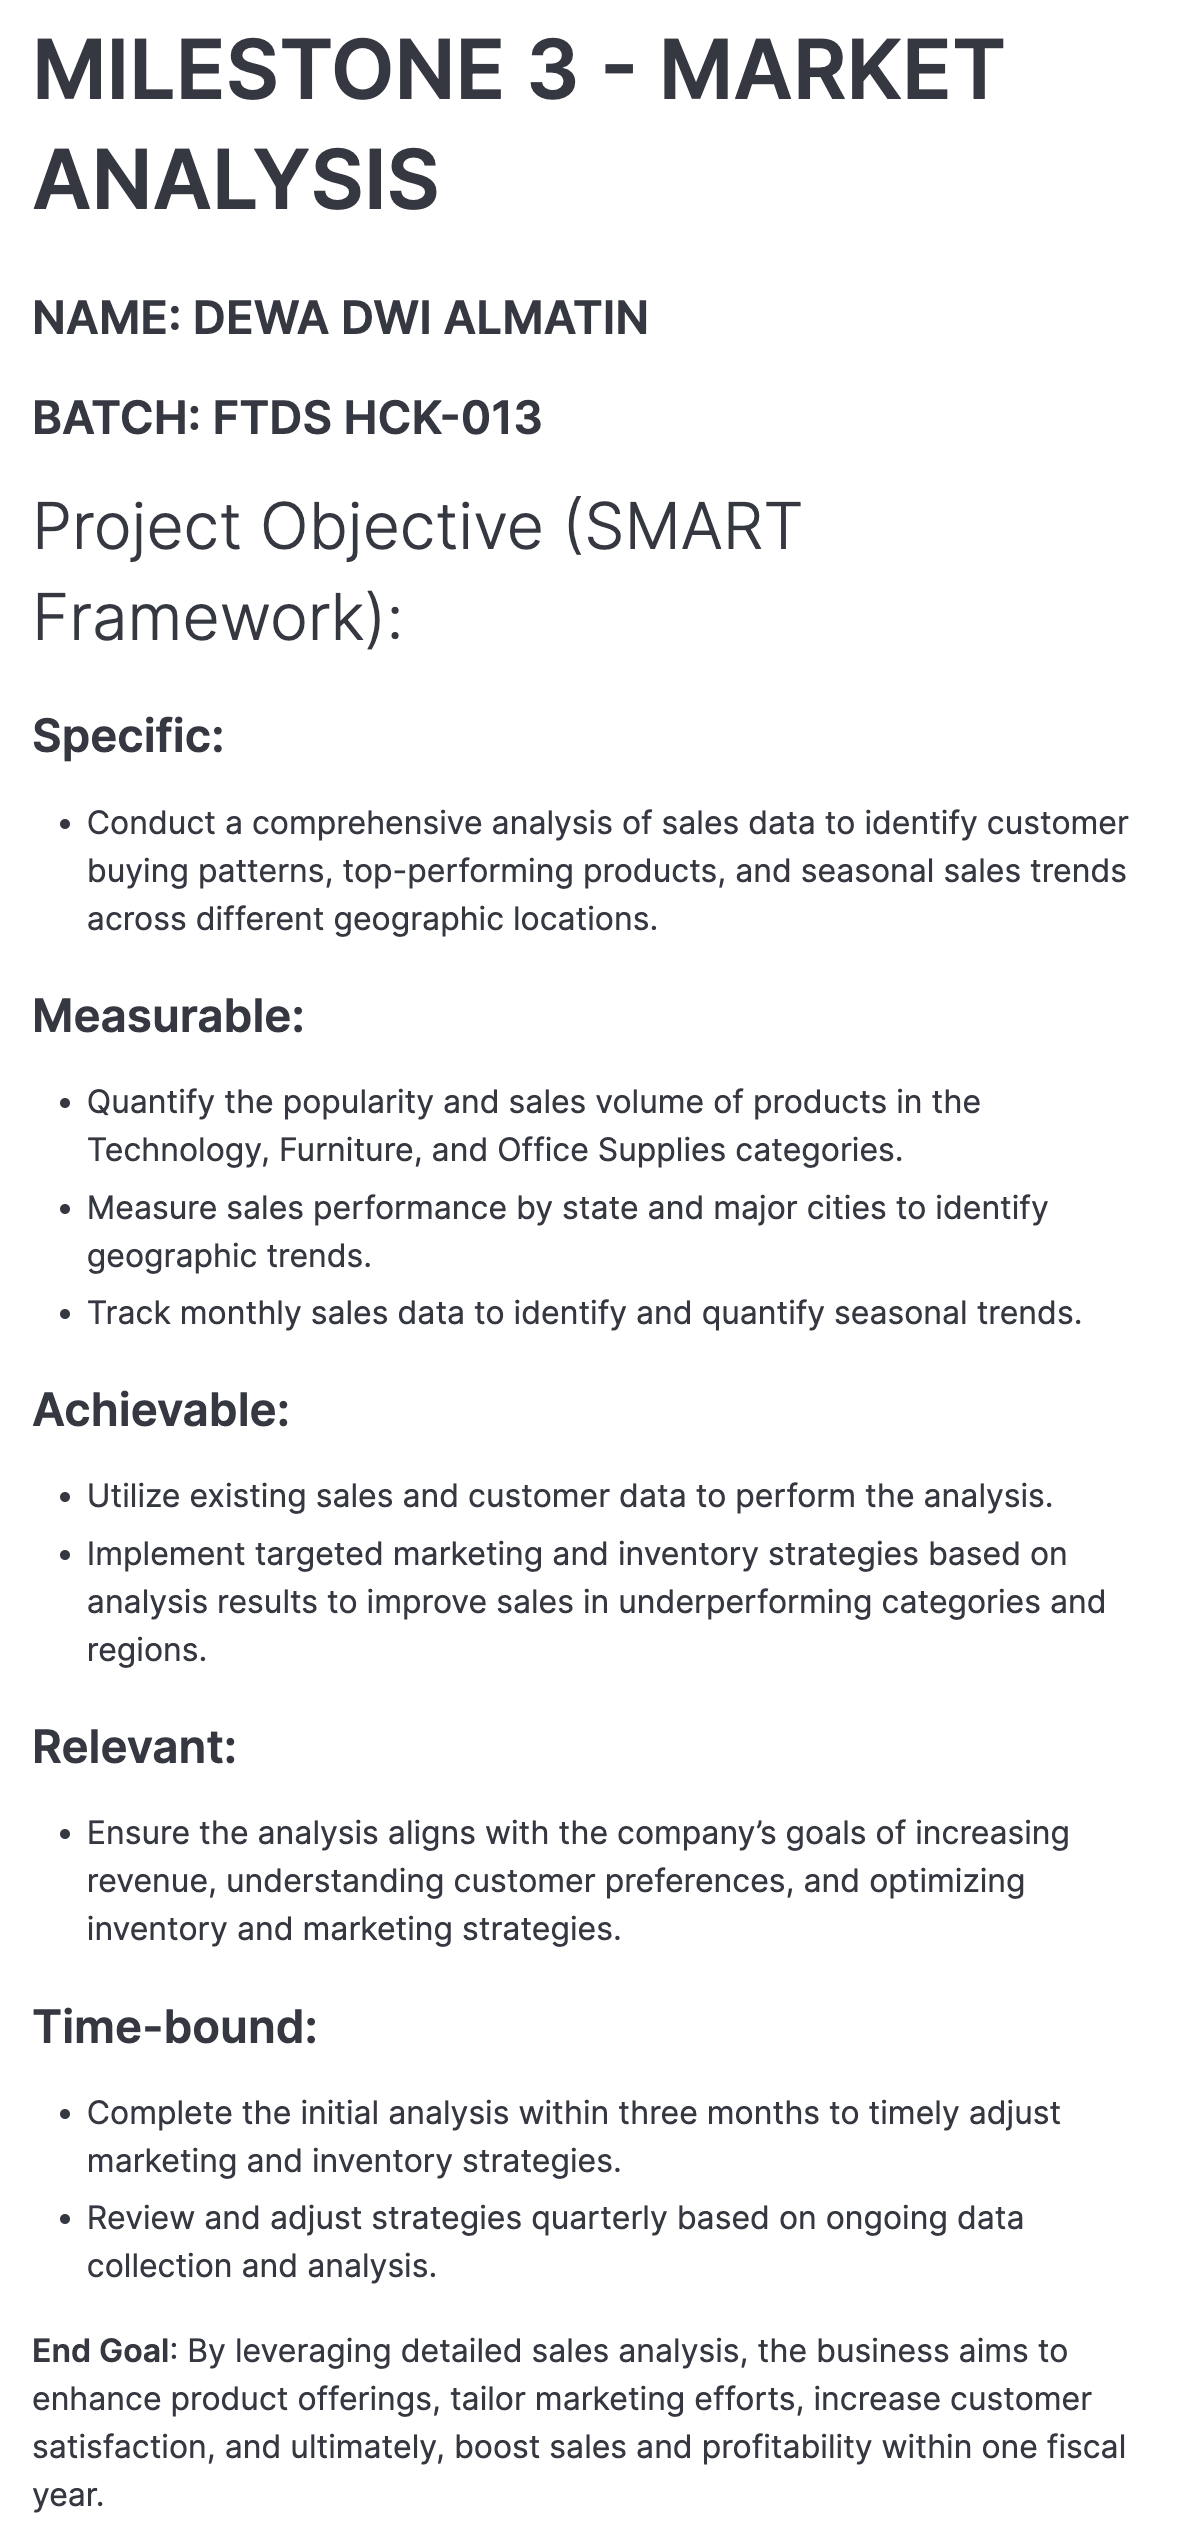 MILESTONE 3 - MARKET
ANALYSIS
NAME: DEWA DWI ALMATIN
BATCH: FTDS HCK-013
Project Objective (SMART
Framework):
Specific:
• Conduct a comprehensive analysis of sales data to identify customer
buying patterns, top-performing products, and seasonal sales trends
across different geographic locations.
Measurable:
• Quantify the popularity and sales volume of products in the
Technology, Furniture, and Office Supplies categories.
• Measure sales performance by state and major cities to identify
geographic trends.
• Track monthly sales data to identify and quantify seasonal trends.
Achievable:
• Utilize existing sales and customer data to perform the analysis.
• Implement targeted marketing and inventory strategies based on
analysis results to improve sales in underperforming categories and
regions.
Relevant:
• Ensure the analysis aligns with the company’s goals of increasing
revenue, understanding customer preferences, and optimizing
inventory and marketing strategies.
Time-bound:
• Complete the initial analysis within three months to timely adjust
marketing and inventory strategies.
• Review and adjust strategies quarterly based on ongoing data
collection and analysis.
End Goal: By leveraging detailed sales analysis, the business aims to
enhance product offerings, tailor marketing efforts, increase customer
satisfaction, and ultimately, boost sales and profitability within one fiscal
year.